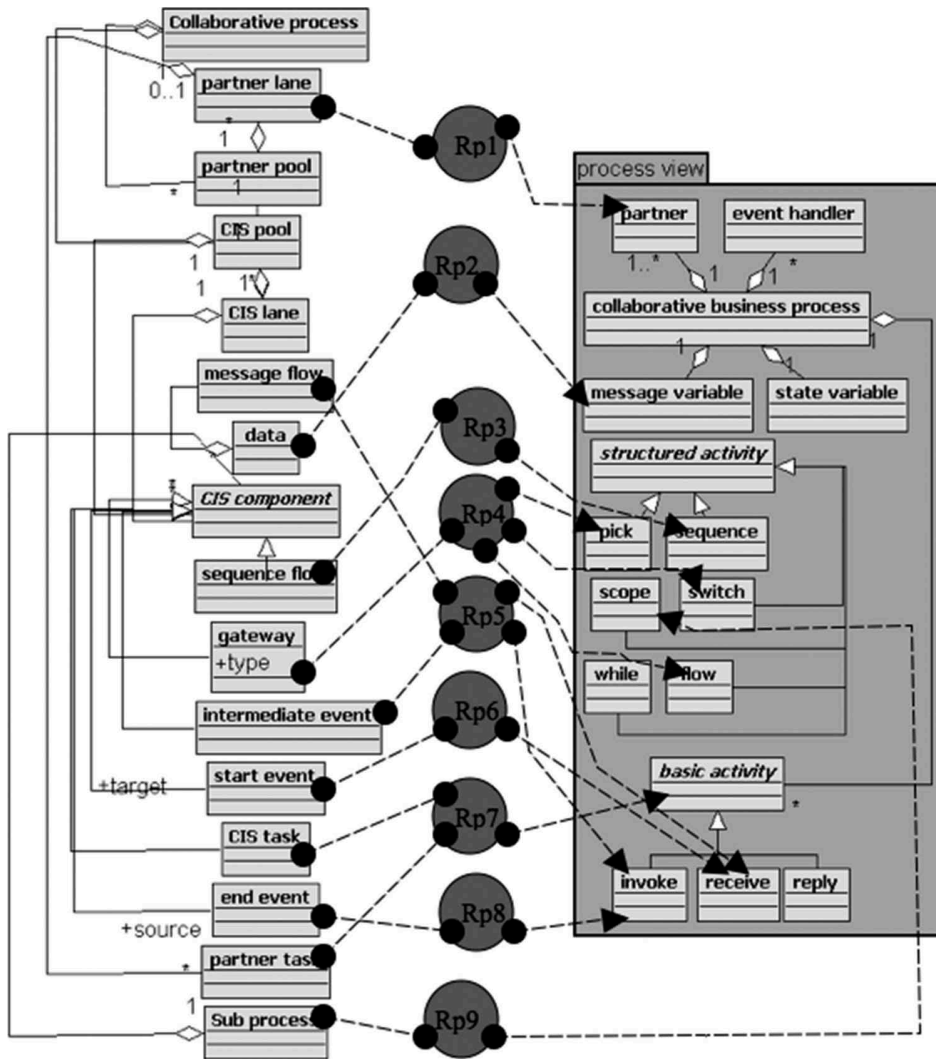 Collaborative process
1
0..1
partner lane
*
1
partner pool
1
*
CIS pool
1
1
1*
CIS lane
message flow
data
*
CIS component
sequence flow
gateway
+type
intermediate event
start event
+target
CIS task
end event
+source
partner task
*
1
Sub process
Rp1
Rp2
Rp3
Rp4
Rp5
Rp6
Rp7
Rp8
Rp9
process view
partner
event handler
1..*
1
*
collaborative business process
1
1
1
message variable
state variable
structured activity
pick
sequence
scope
switch
while
flow
basic activity
*
invoke
receive
reply